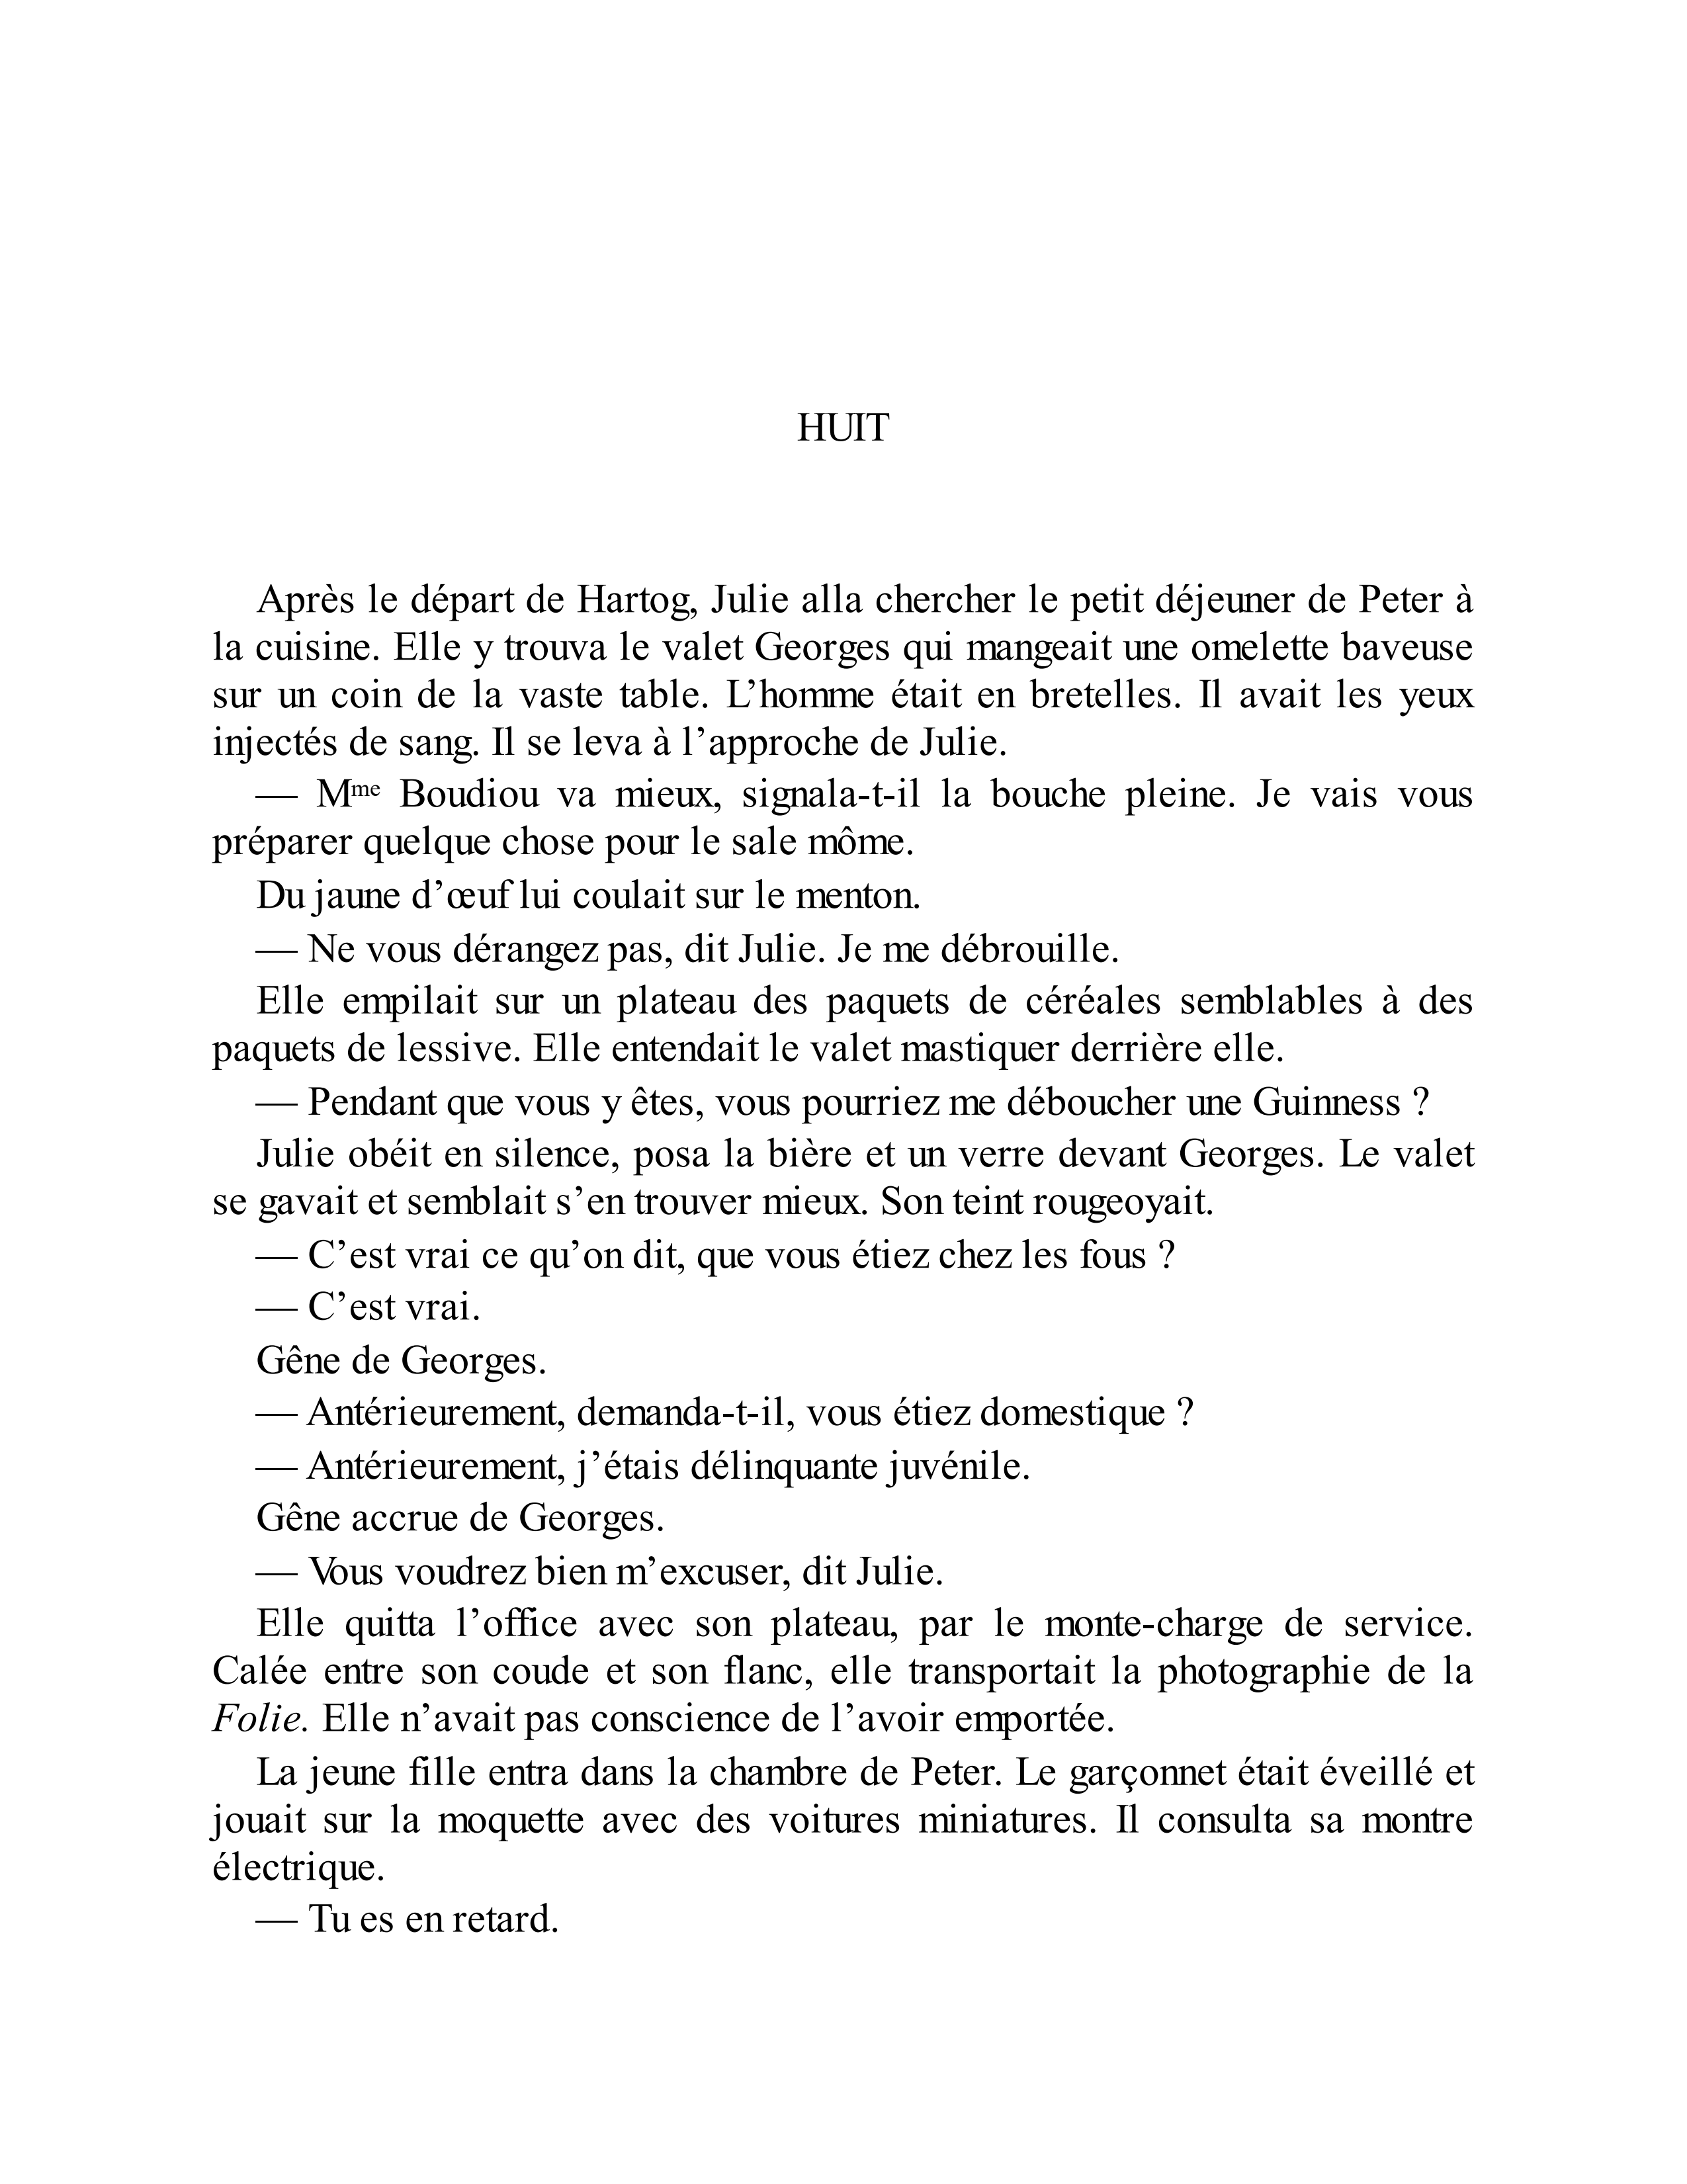 HUIT
Après le départ de Hartog, Julie alla chercher le petit déjeuner de Peter à
la cuisine. Elle y trouva le valet Georges qui mangeait une omelette baveuse
sur un coin de la vaste table. L’homme était en bretelles. Il avait les yeux
injectés de sang. Il se leva à l’approche de Julie.
— Mme Boudiou va mieux, signala-t-il la bouche pleine. Je vais vous
préparer quelque chose pour le sale môme.
Du jaune d’œuf lui coulait sur le menton.
— Ne vous dérangez pas, dit Julie. Je me débrouille.
Elle empilait sur un plateau des paquets de céréales semblables à des
paquets de lessive. Elle entendait le valet mastiquer derrière elle.
— Pendant que vous y êtes, vous pourriez me déboucher une Guinness ?
Julie obéit en silence, posa la bière et un verre devant Georges. Le valet
se gavait et semblait s’en trouver mieux. Son teint rougeoyait.
— C’est vrai ce qu’on dit, que vous étiez chez les fous ?
— C’est vrai.
Gêne de Georges.
— Antérieurement, demanda-t-il, vous étiez domestique ?
— Antérieurement, j’étais délinquante juvénile.
Gêne accrue de Georges.
— Vous voudrez bien m’excuser, dit Julie.
Elle quitta l’office avec son plateau, par le monte-charge de service.
Calée entre son coude et son flanc, elle transportait la photographie de la
Folie. Elle n’avait pas conscience de l’avoir emportée.
La jeune fille entra dans la chambre de Peter. Le garçonnet était éveillé et
jouait sur la moquette avec des voitures miniatures. Il consulta sa montre
électrique.
— Tu es en retard.